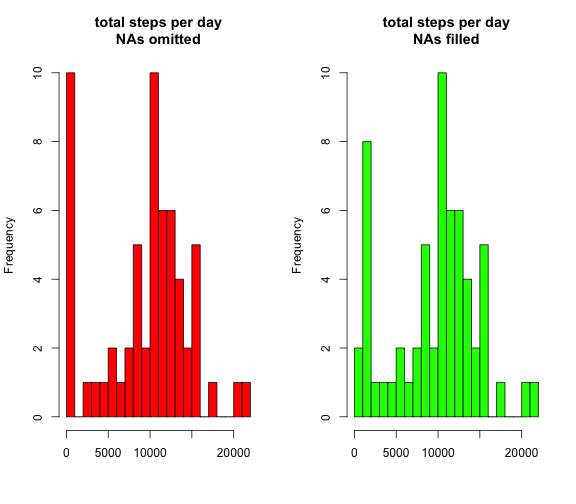 total steps per day
NAs omitted
Frequency
10
8
6
4
2
0
0 5000 10000 20000
total steps per day
NAs filled
Frequency
10
8
6
4
2
0
0 5000 10000 20000